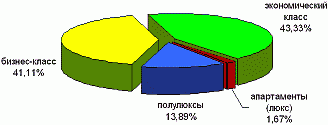 экономический
класс
43,33%
бизнес-класс
41,11%
полулюксы
13,89%
апартаменты
(люкс)
1,67%